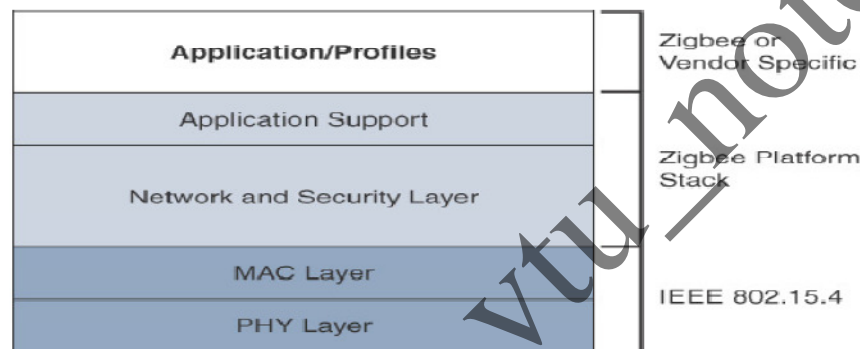 Application/Profiles
Zigbee or
Vendor Specific
Application Support
Network and Security Layer
Zigbee Platform
Stack
MAC Layer
PHY Layer
IEEE 802.15.4